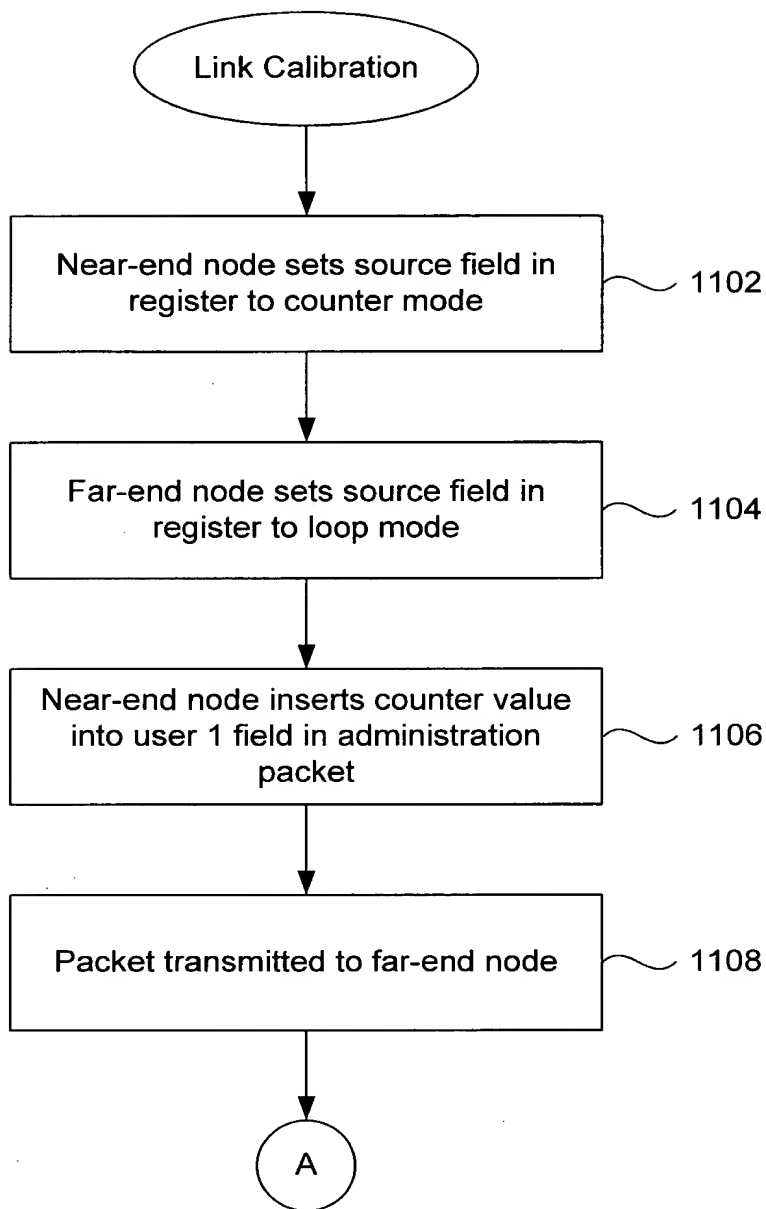 Link Calibration
Near-end node sets source field in
register to counter mode
1102
Far-end node sets source field in
register to loop mode
1104
Near-end node inserts counter value
into user 1 field in administration
packet
1106
Packet transmitted to far-end node
1108
A